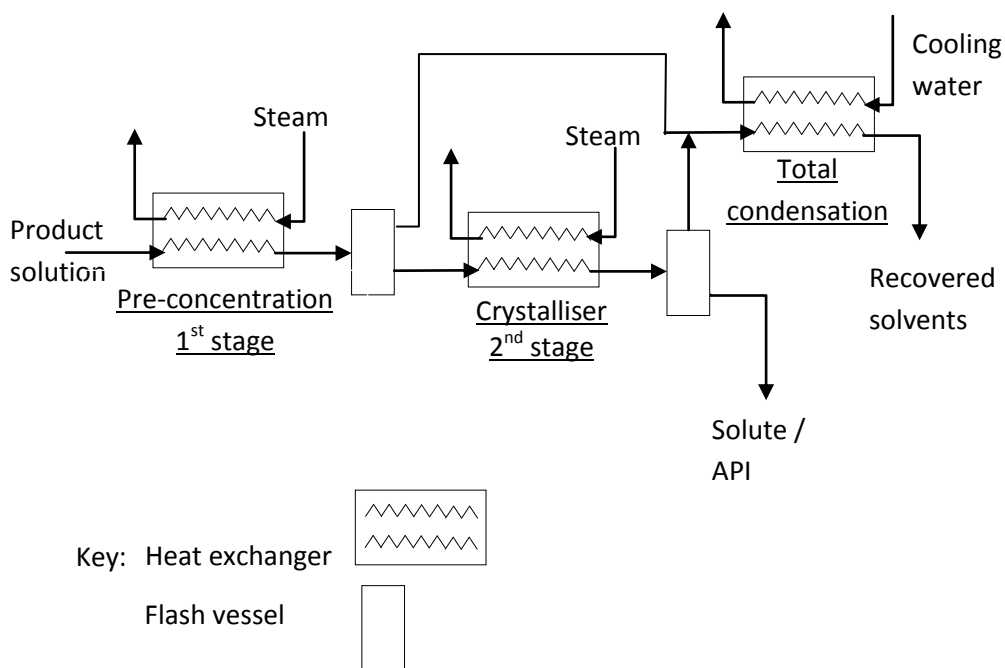 Cooling
water
Steam
Steam
Total
condensation
Product
solution
Recovered
solvents
Pre-concentration
1st stage
Crystalliser
2nd stage
Solute /
API
Key: Heat exchanger
Flash vessel